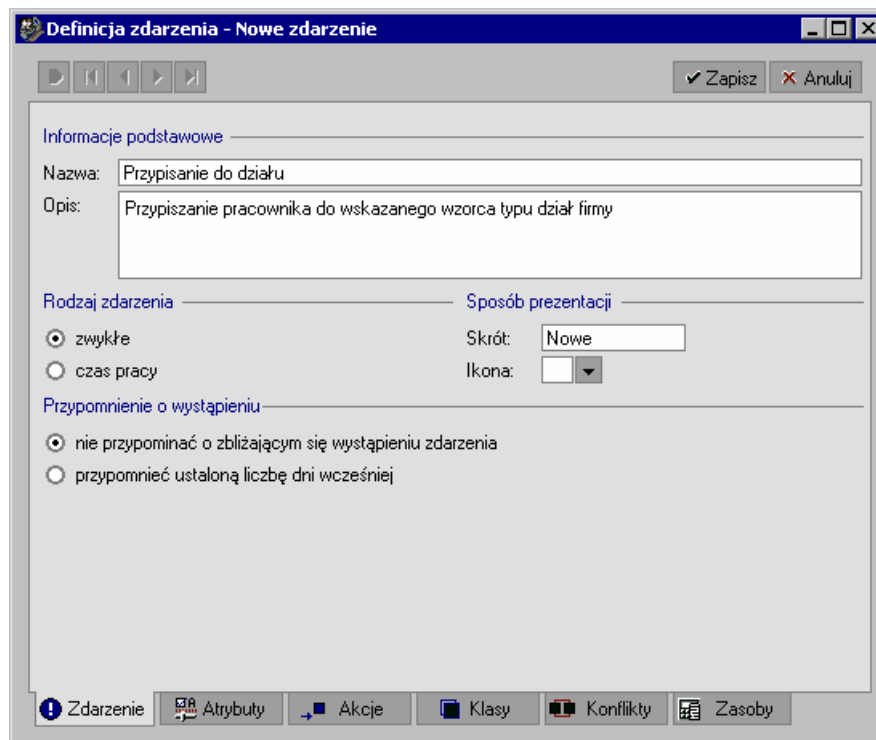 Definicja zdarzenia - Nowe zdarzenie
Zapisz Anuluj
Informacje podstawowe
Nazwa: Przypisanie do działu
Opis: Przypiszanie pracownika do wskazanego wzorca typu dział firmy
Rodzaj zdarzenia Sposób prezentacji
zwykłe Skrót: Nowe
czas pracy Ikona:
Przypomnienie o wystąpieniu
nie przypominać o zbliżającym się wystąpieniu zdarzenia
przypomnieć ustaloną liczbę dni wcześniej
Zdarzenie Atrybuty Akcje Klasy Konflikty Zasoby